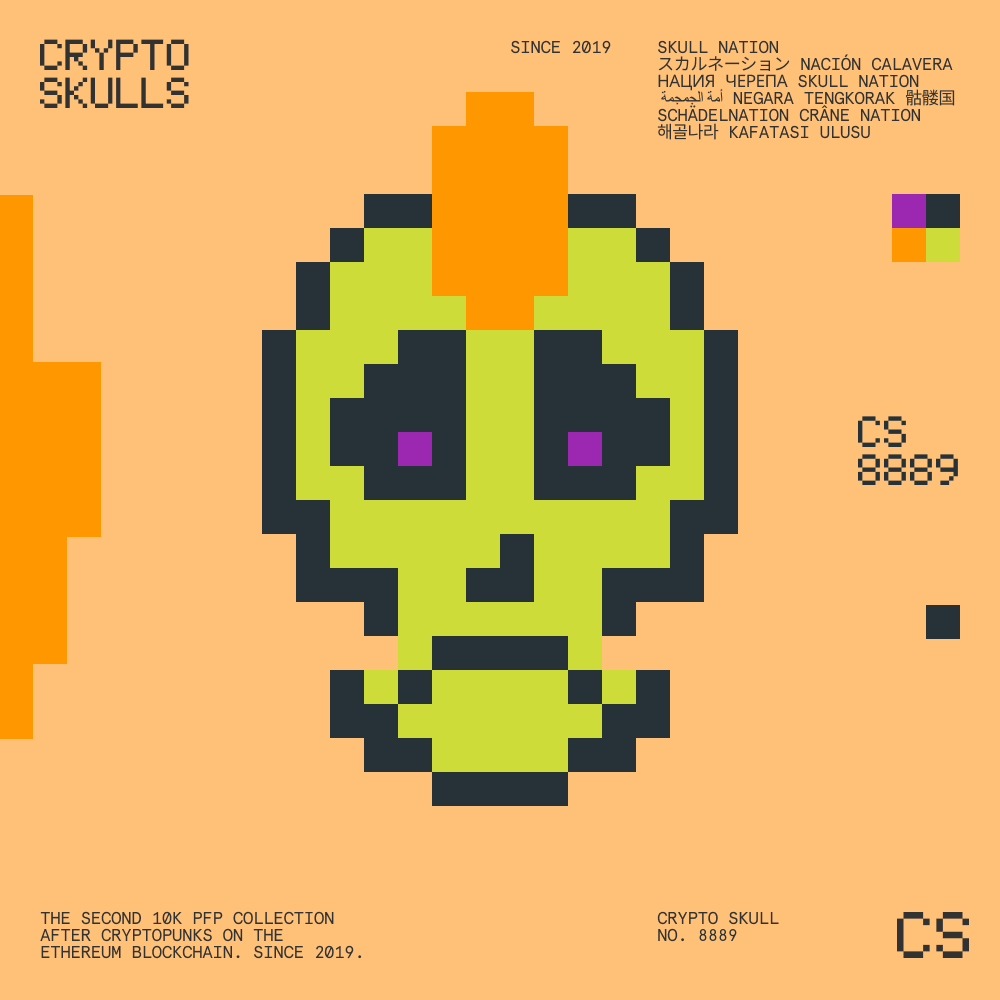 CRYPTO
SKULLS
SINCE 2019
SKULL NATION
スカルネーション NACIÓN CALAVERA
НАЦИЯ ЧЕРЕПА SKULL NATION
أمة الجمجمة NEGARA TENGKORAK 骷髅国
SCHÄDELNATION CRÂNE NATION
해골나라 KAFATASI ULUSU
CS
8889
THE SECOND 10K PFP COLLECTION
AFTER CRYPTOPUNKS ON THE
ETHEREUM BLOCKCHAIN. SINCE 2019.
CRYPTO SKULL
NO. 8889
CS